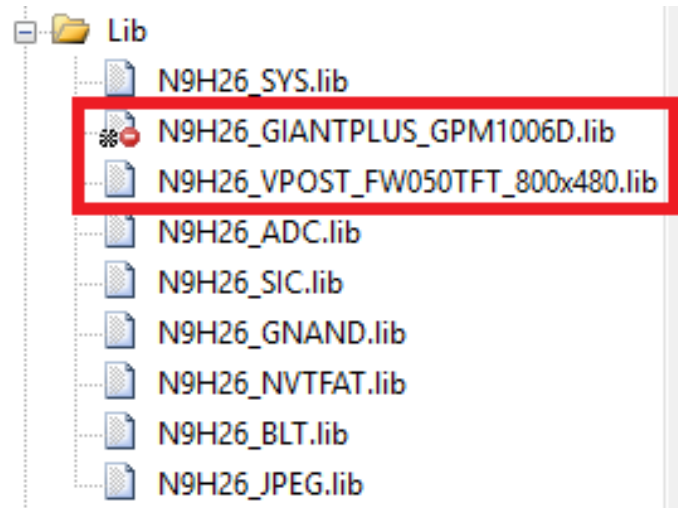 Lib
N9H26_SYS.lib
N9H26_GIANTPLUS_GPM1006D.lib
N9H26_VPOST_FW050TFT_800x480.lib
N9H26_ADC.lib
N9H26_SIC.lib
N9H26_GNAND.lib
N9H26_NVTFAT.lib
N9H26_BLT.lib
N9H26_JPEG.lib